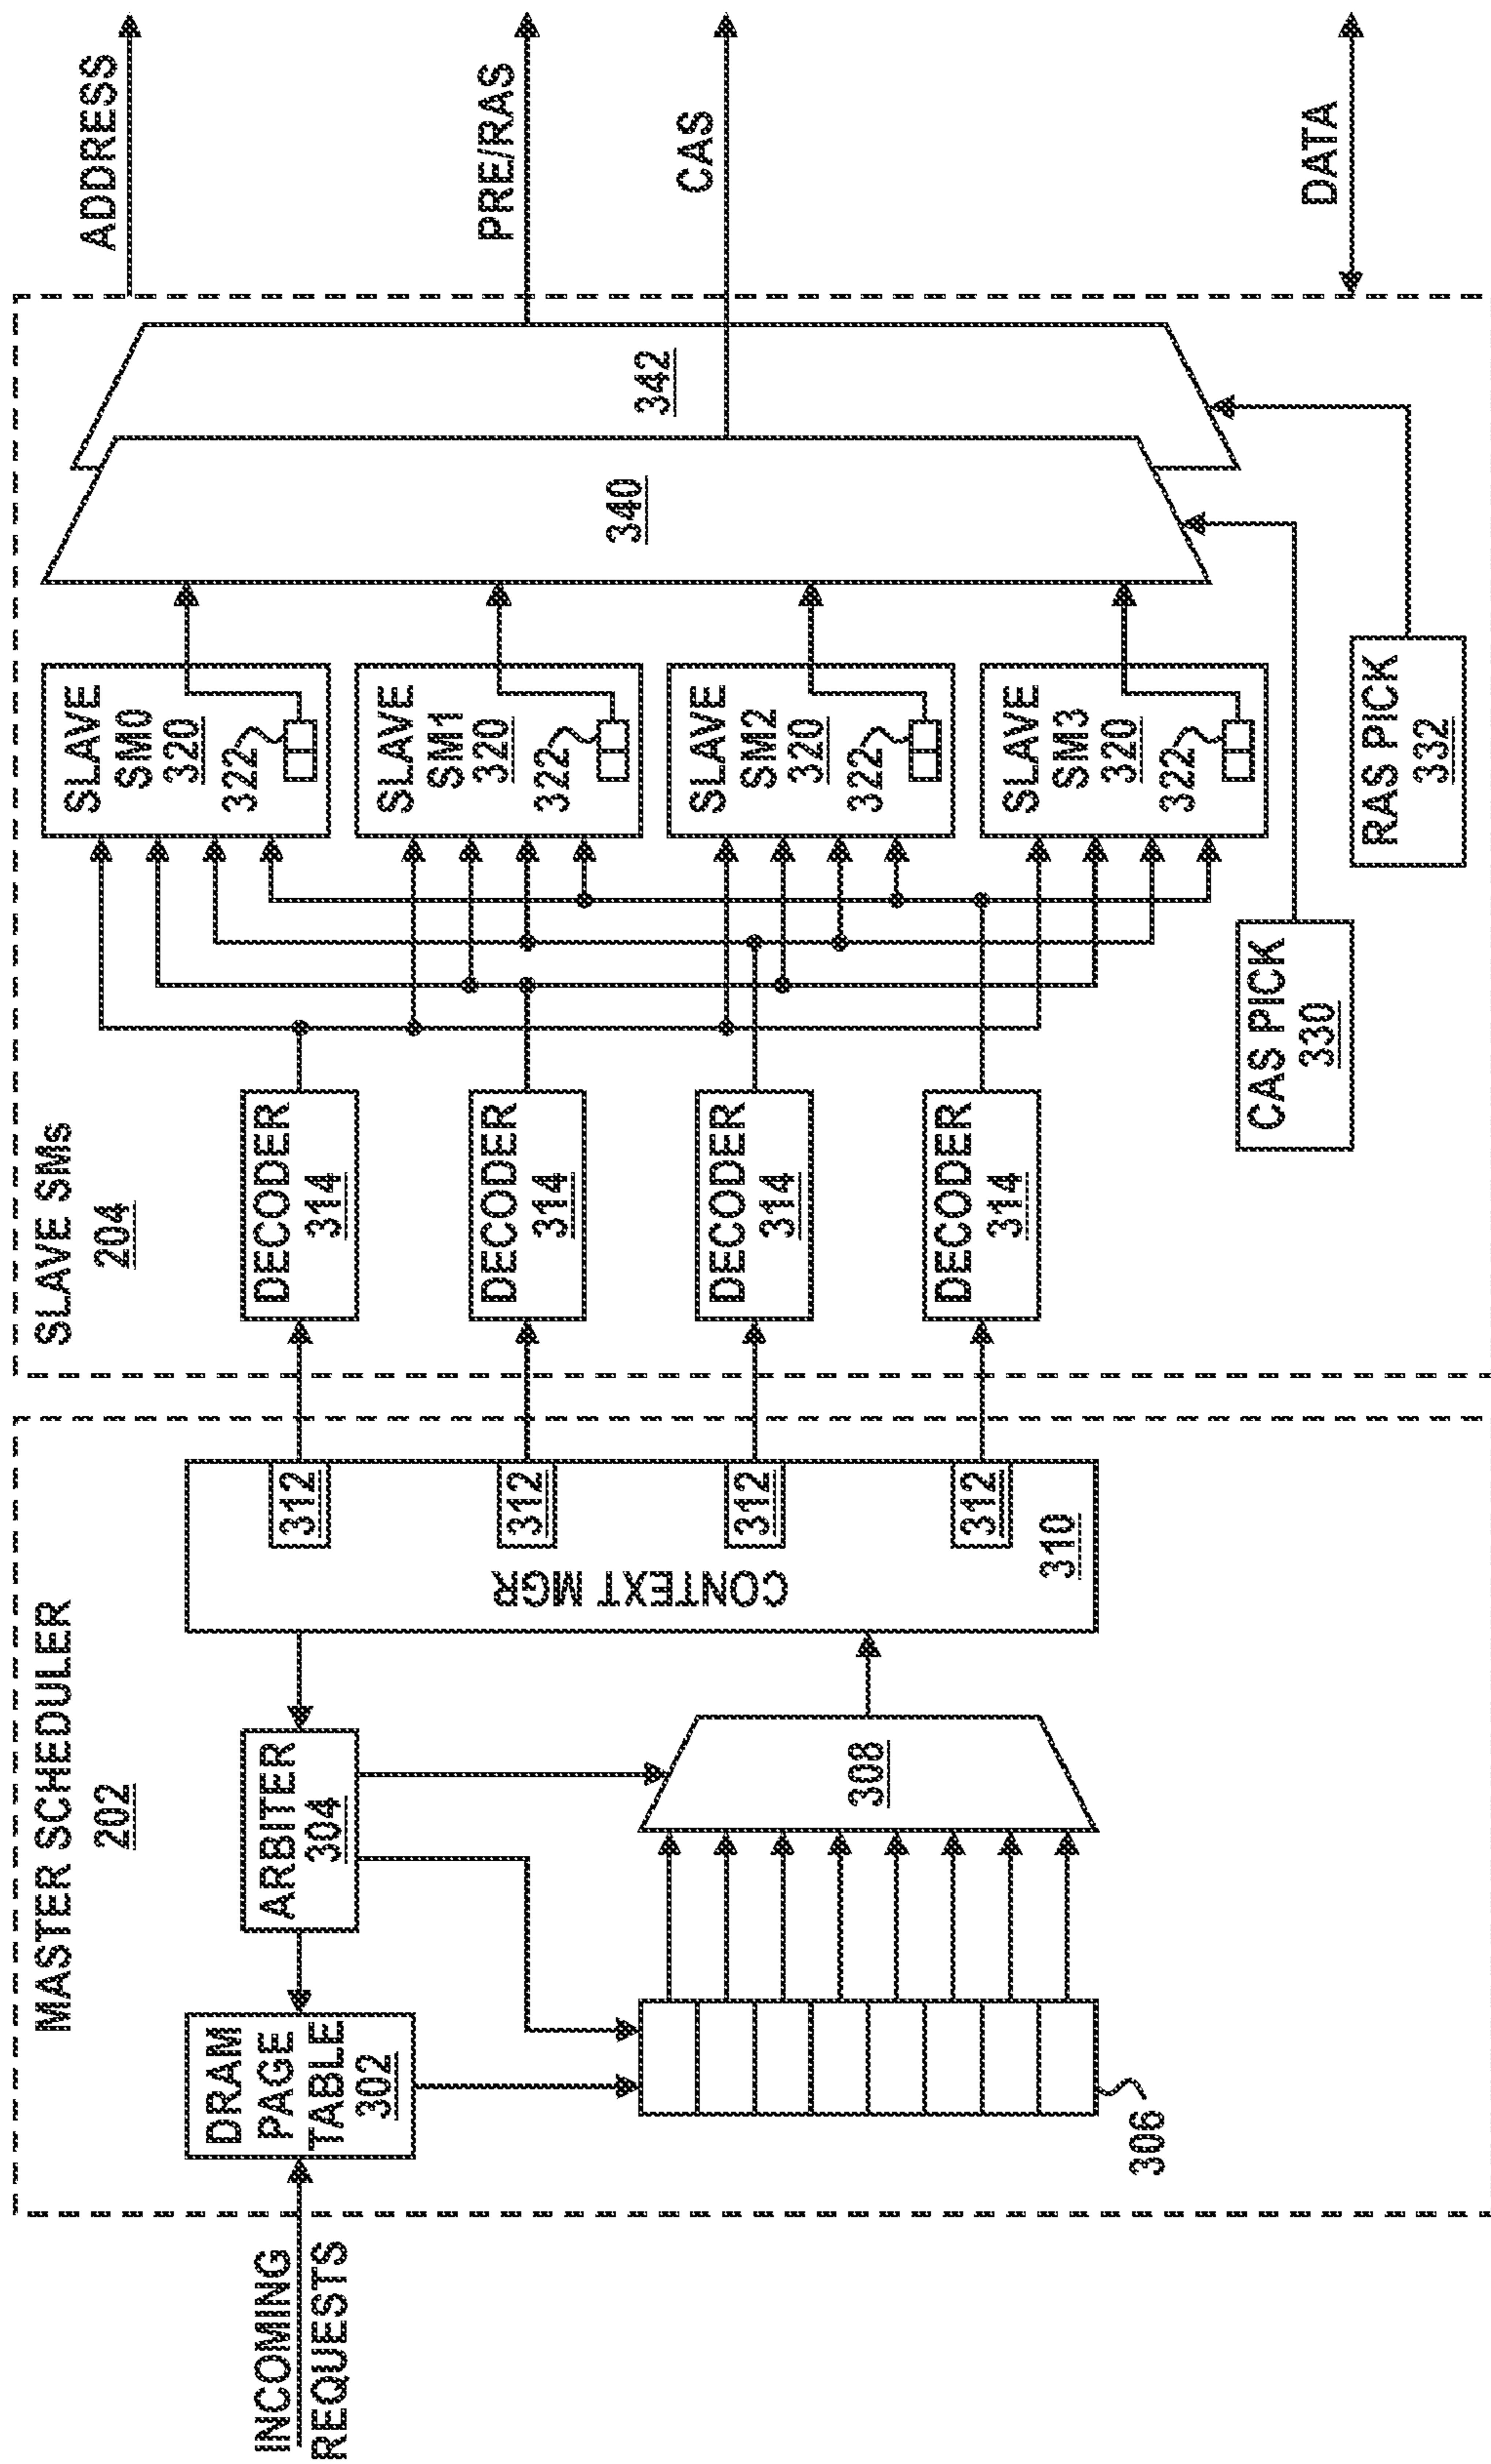 MASTER SCHEDULER
202
INCOMING
REQUESTS
DRAM
PAGE
TABLE
302
ARBITER
304
306
308
CONTEXT MGR
310
312
312
312
312
SLAVE SMs
204
DECODER
314
DECODER
314
DECODER
314
DECODER
314
SLAVE
SM0
320
322
SLAVE
SM1
320
322
SLAVE
SM2
320
322
SLAVE
SM3
320
322
CAS PICK
330
RAS PICK
332
340
342
ADDRESS
PRE/RAS
CAS
DATA